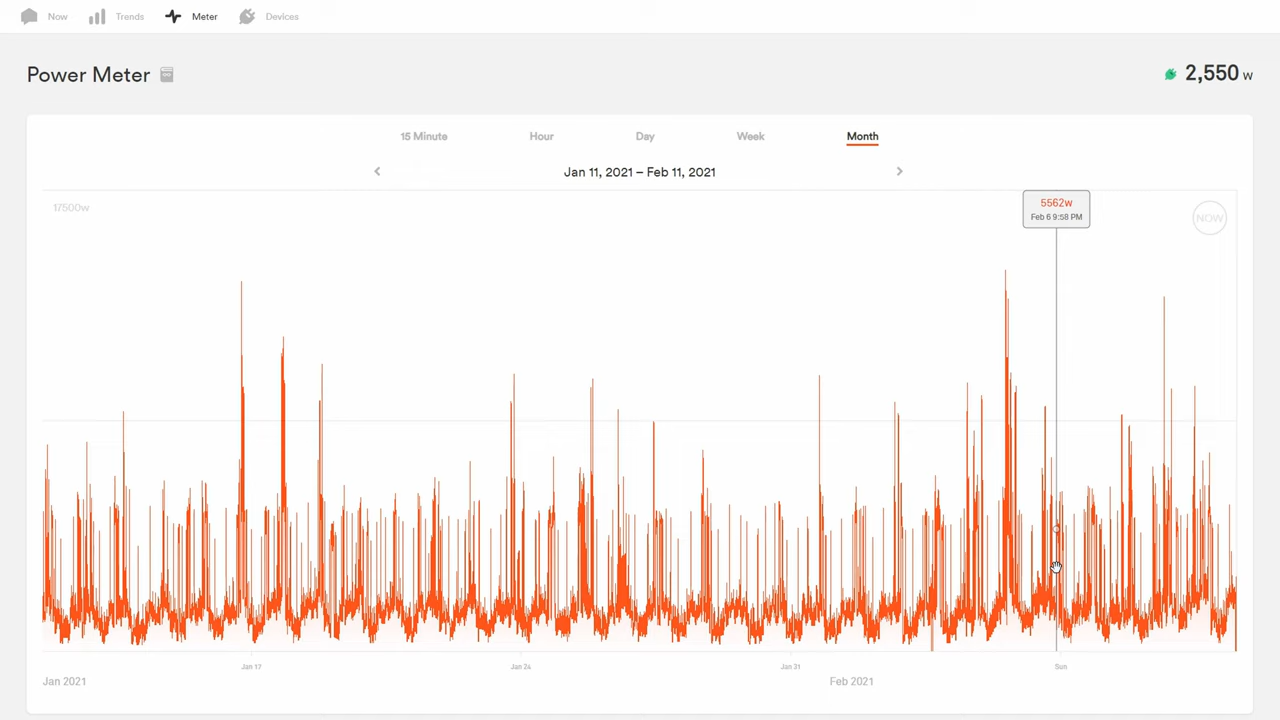 Now Trends Meter Devices
Power Meter
2,550 w
15 Minute Hour Day Week Month
Jan 11, 2021 – Feb 11, 2021
17500w
5562w
Feb 6 9:58 PM
NOW
Jan 17 Jan 24 Jan 31 Sun
Jan 2021 Feb 2021